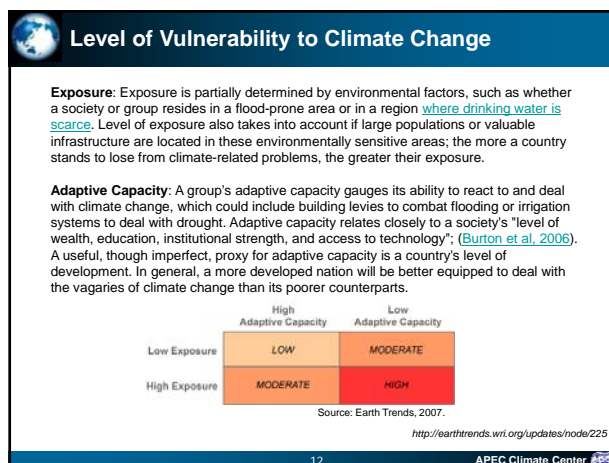 Level of Vulnerability to Climate Change
Exposure: Exposure is partially determined by environmental factors, such as whether
a society or group resides in a flood-prone area or in a region where drinking water is
scarce. Level of exposure also takes into account if large populations or valuable
infrastructure are located in these environmentally sensitive areas; the more a country
stands to lose from climate-related problems, the greater their exposure.
Adaptive Capacity: A group's adaptive capacity gauges its ability to react to and deal
with climate change, which could include building levies to combat flooding or irrigation
systems to deal with drought. Adaptive capacity relates closely to a society's "level of
wealth, education, institutional strength, and access to technology"; (Burton et al, 2006).
A useful, though imperfect, proxy for adaptive capacity is a country's level of
development. In general, a more developed nation will be better equipped to deal with
the vagaries of climate change than its poorer counterparts.
High Low
Adaptive Capacity Adaptive Capacity
Low Exposure LOW MODERATE
High Exposure MODERATE HIGH
Source: Earth Trends, 2007.
http://earthtrends.wri.org/updates/node/225
12 APEC Climate Center